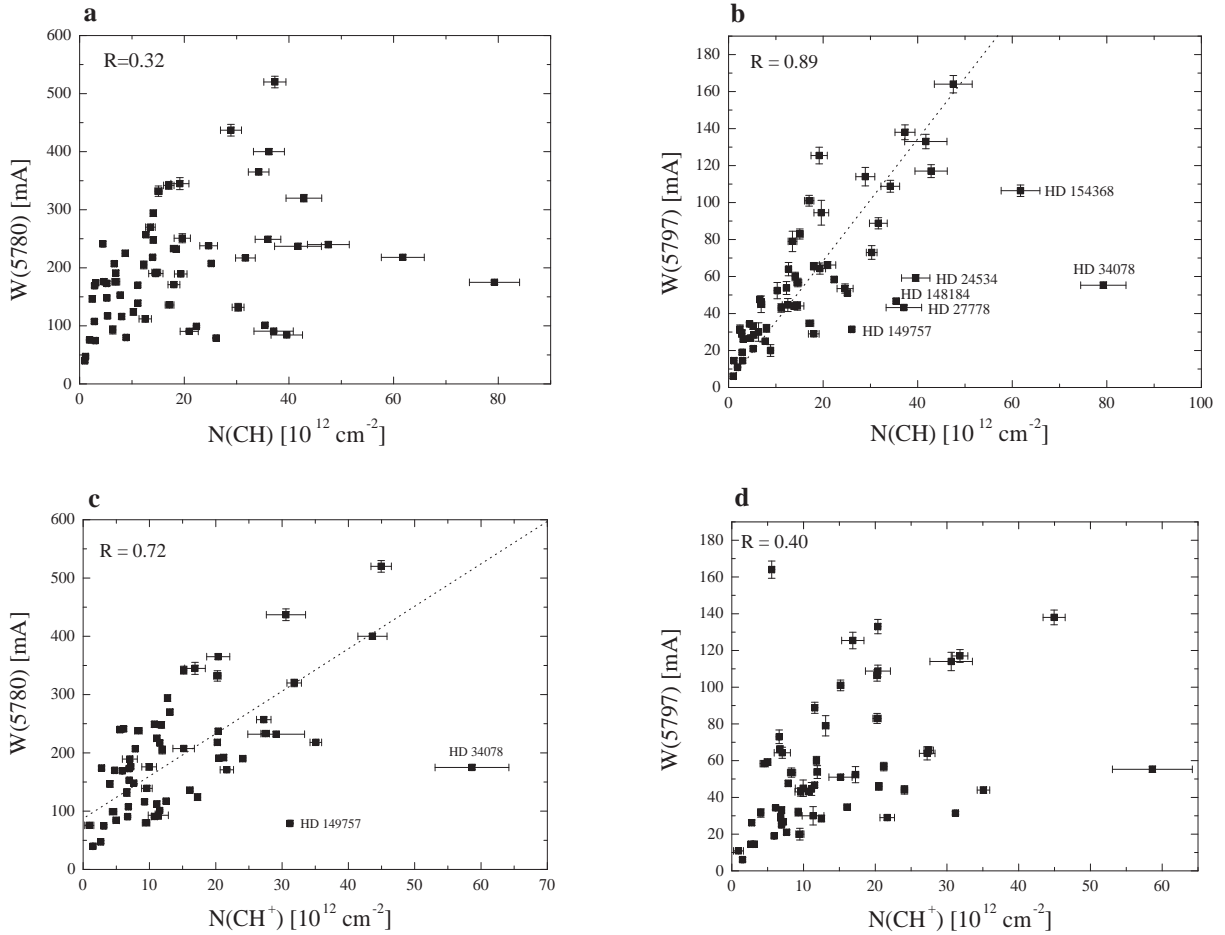 a
R=0.32
600
500
400
300
200
100
0
W(5780) [mA]
0 20 40 60 80
N(CH) [10^12 cm^-2]
b
R = 0.89
180
160
140
120
100
80
60
40
20
0
W(5797) [mA]
HD 154368
HD 24534
HD 34078
HD 148184
HD 27778
HD 149757
0 20 40 60 80 100
N(CH) [10^12 cm^-2]
c
R = 0.72
600
500
400
300
200
100
0
W(5780) [mA]
HD 34078
HD 149757
0 10 20 30 40 50 60 70
N(CH^+) [10^12 cm^-2]
d
R = 0.40
180
160
140
120
100
80
60
40
20
0
W(5797) [mA]
0 10 20 30 40 50 60
N(CH^+) [10^12 cm^-2]